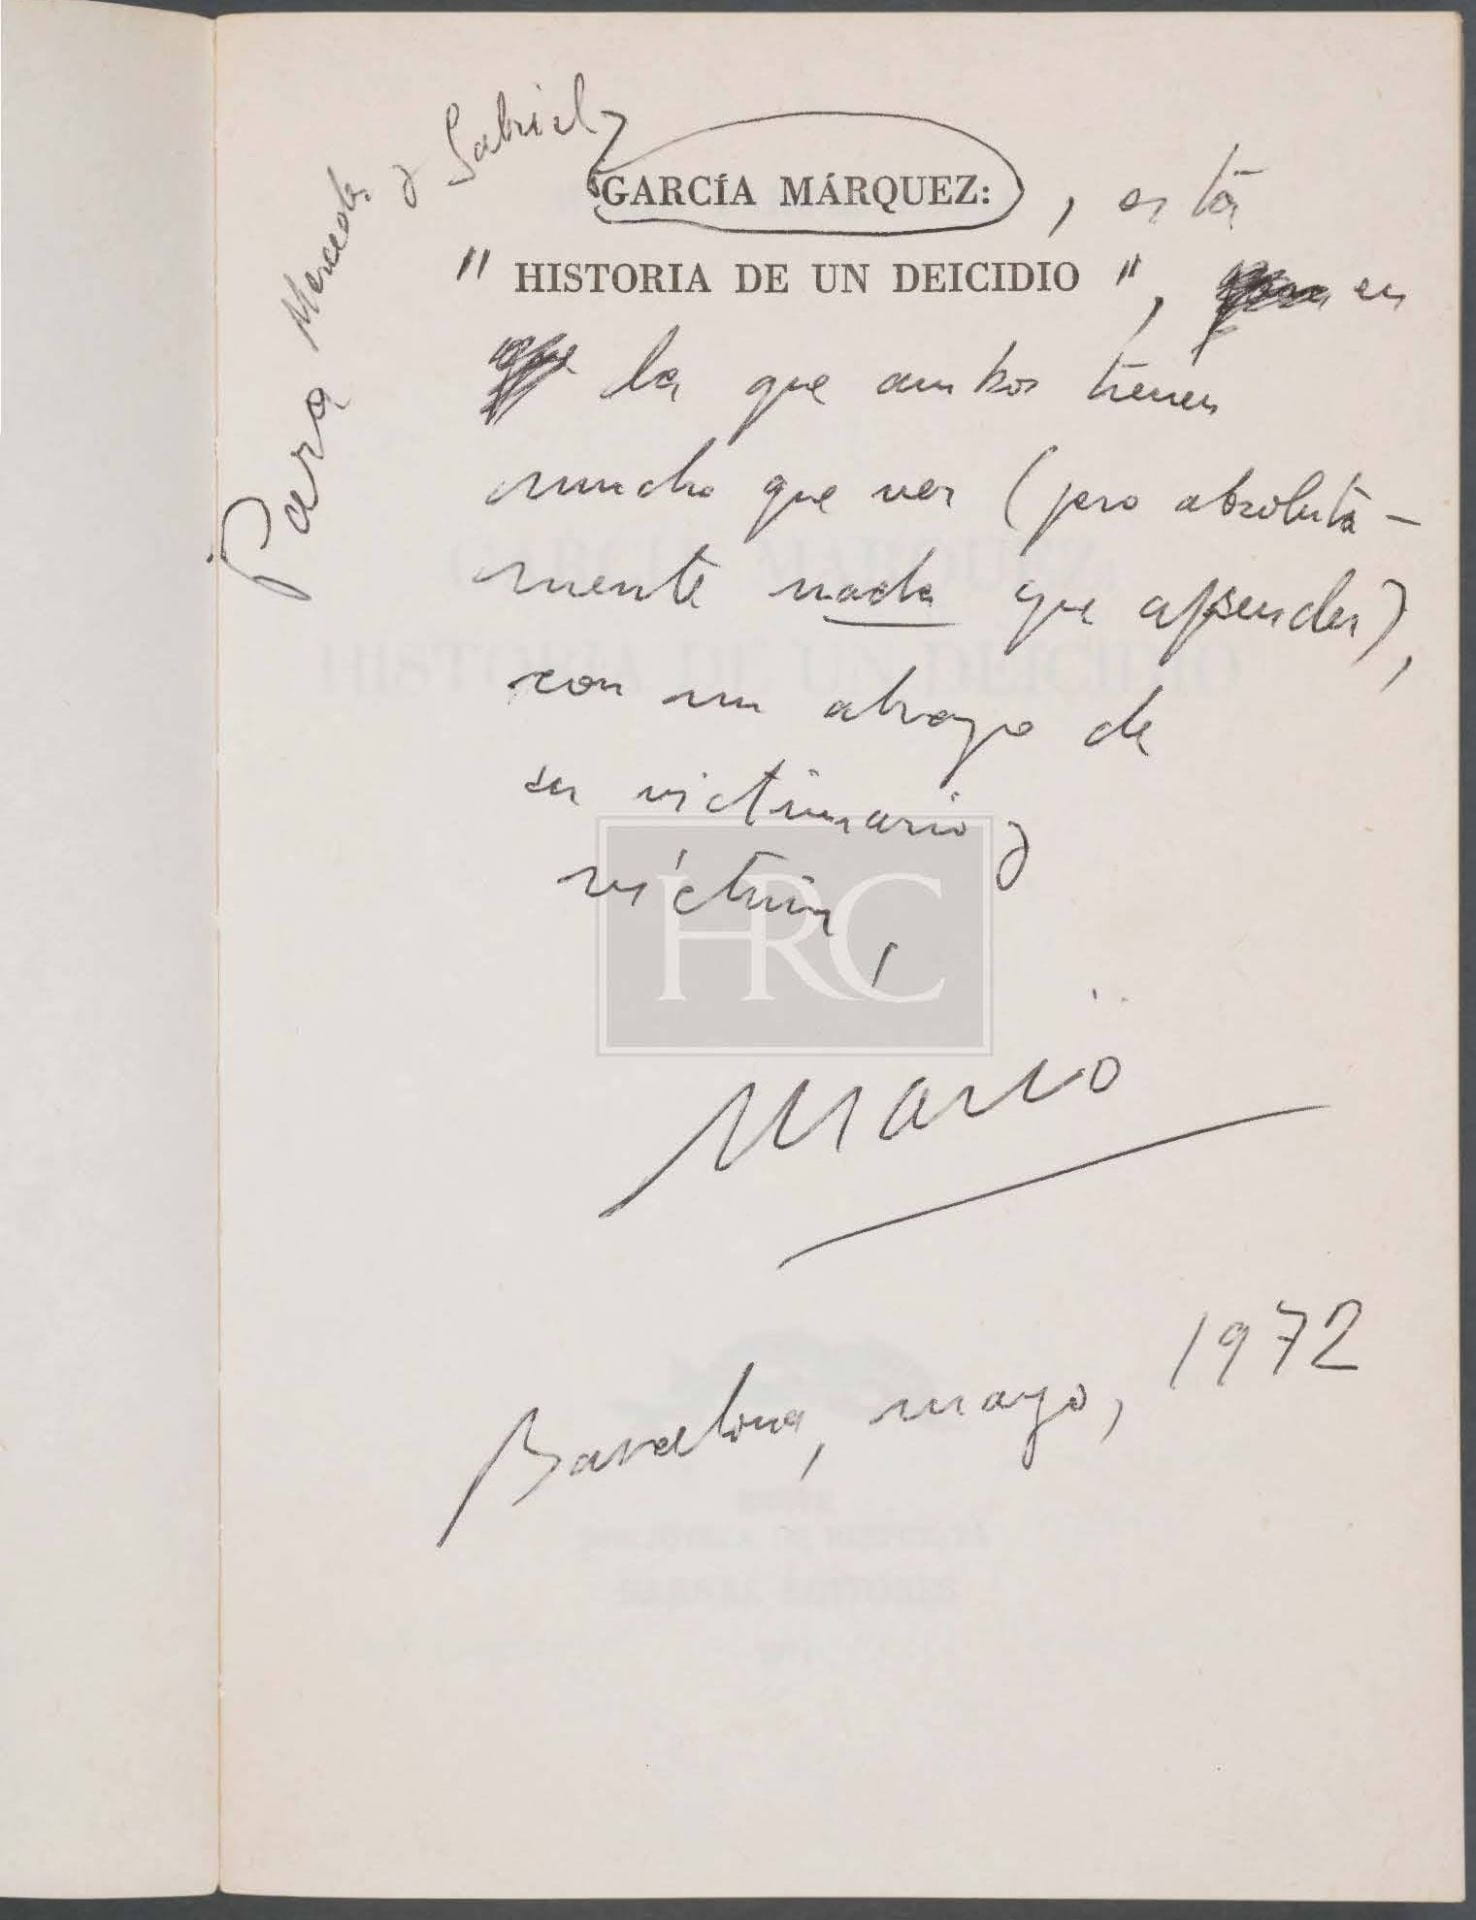 Para Mercedes y Gabriel
GARCÍA MÁRQUEZ: , esta
" HISTORIA DE UN DEICIDIO ", en
la que ambos tienen
mucho que ver (pero absoluta-
mente nada que aprender),
con un abrazo de
su victimario y
víctima,
HRC
Mario
Barcelona, mayo, 1972